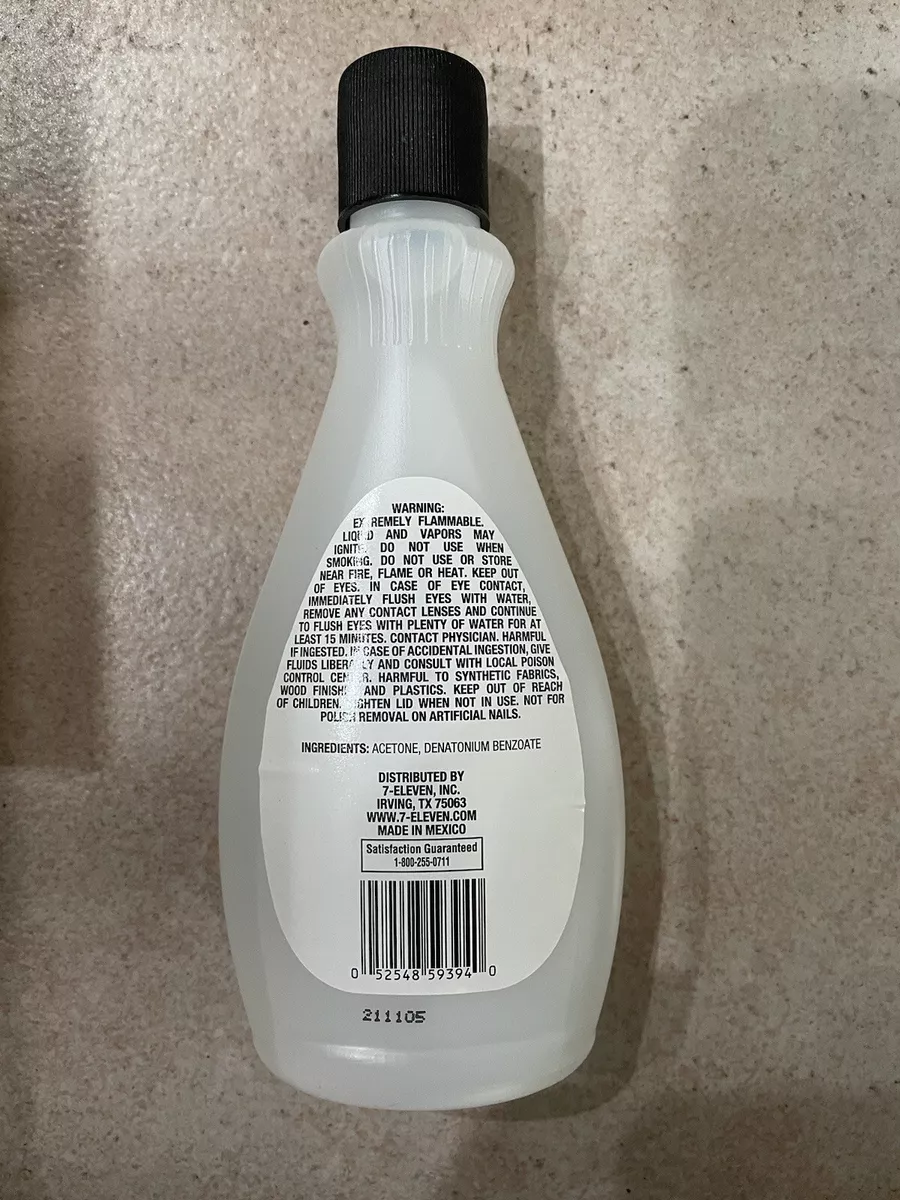 WARNING:
EXTREMELY FLAMMABLE.
LIQUID AND VAPORS MAY
IGNITE. DO NOT USE WHEN
SMOKING. DO NOT USE OR STORE
NEAR FIRE, FLAME OR HEAT. KEEP OUT
OF EYES. IN CASE OF EYE CONTACT,
IMMEDIATELY FLUSH EYES WITH WATER,
REMOVE ANY CONTACT LENSES AND CONTINUE
TO FLUSH EYES WITH PLENTY OF WATER FOR AT
LEAST 15 MINUTES. CONTACT PHYSICIAN. HARMFUL
IF INGESTED. IN CASE OF ACCIDENTAL INGESTION, GIVE
FLUIDS LIBERALLY AND CONSULT WITH LOCAL POISON
CONTROL CENTER. HARMFUL TO SYNTHETIC FABRICS,
WOOD FINISHES AND PLASTICS. KEEP OUT OF REACH
OF CHILDREN. TIGHTEN LID WHEN NOT IN USE. NOT FOR
POLISH REMOVAL ON ARTIFICIAL NAILS.
INGREDIENTS: ACETONE, DENATONIUM BENZOATE
DISTRIBUTED BY
7-ELEVEN, INC.
IRVING, TX 75063
WWW.7-ELEVEN.COM
MADE IN MEXICO
Satisfaction Guaranteed
1-800-255-0711
0 52548 59394 0
211105